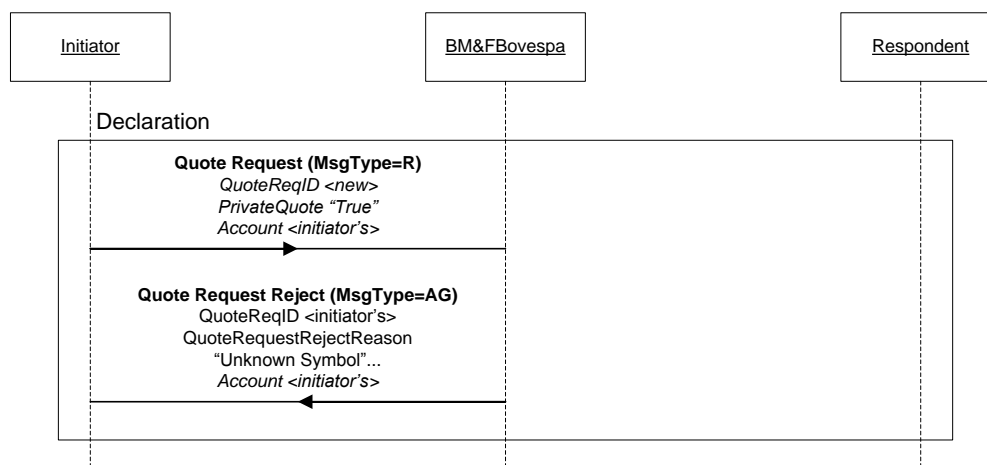 Initiator
BM&FBovespa
Respondent
Declaration
Quote Request (MsgType=R)
QuoteReqID <new>
PrivateQuote “True”
Account <initiator's>
Quote Request Reject (MsgType=AG)
QuoteReqID <initiator's>
QuoteRequestRejectReason
“Unknown Symbol”...
Account <initiator's>